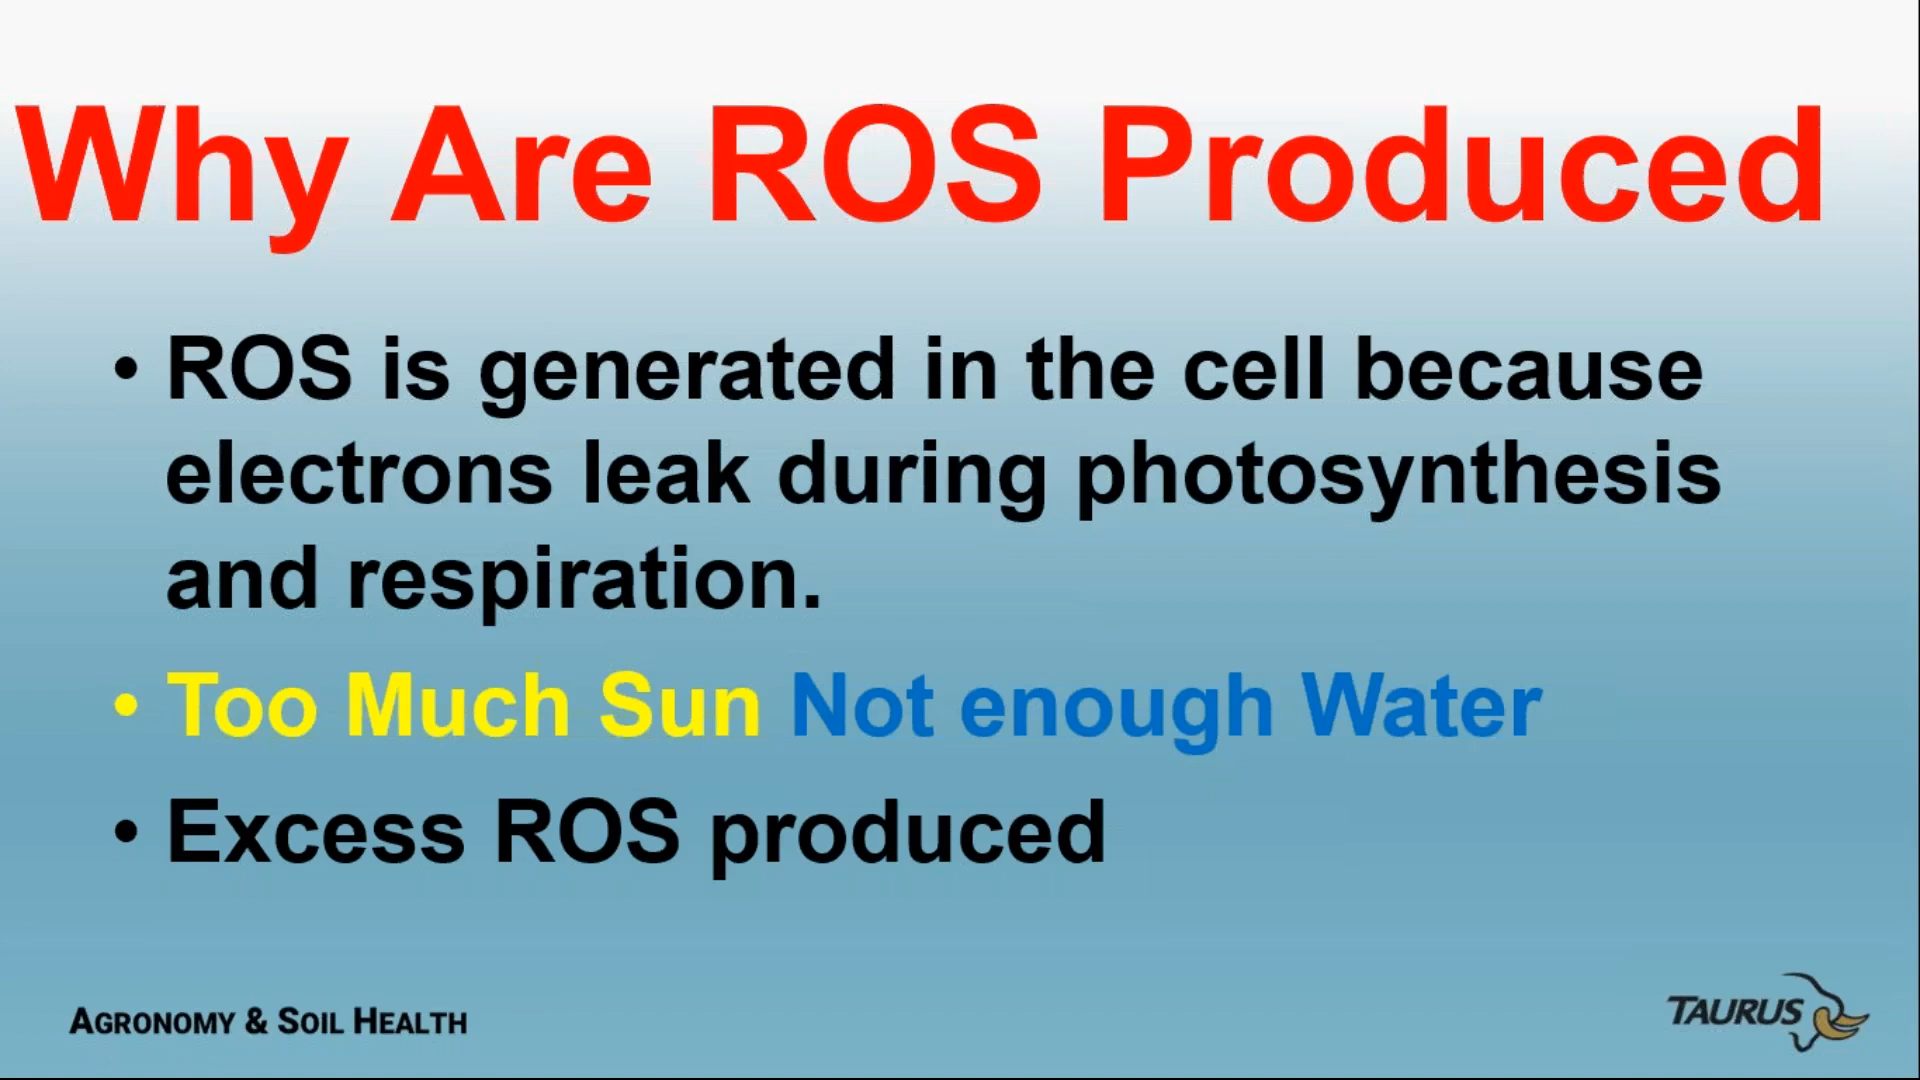 Why Are ROS Produced
• ROS is generated in the cell because
electrons leak during photosynthesis
and respiration.
• Too Much Sun Not enough Water
• Excess ROS produced
AGRONOMY & SOIL HEALTH
TAURUS